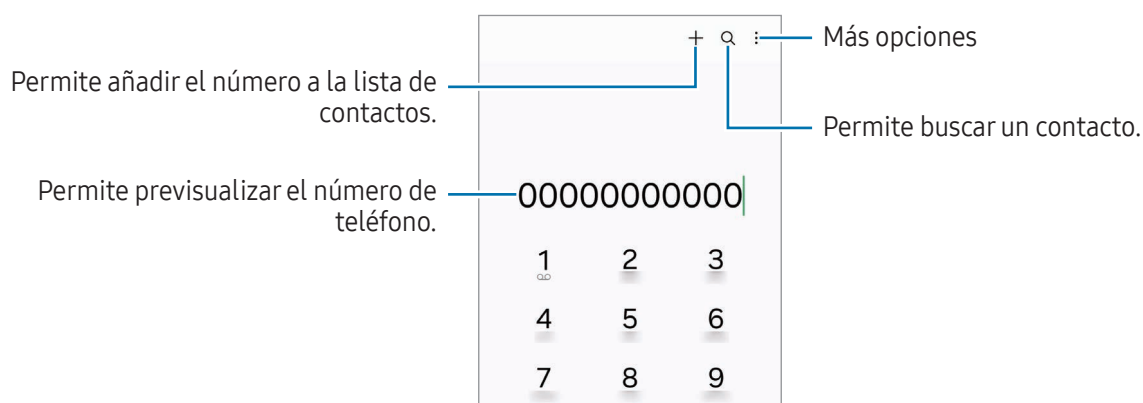 Más opciones
Permite añadir el número a la lista de
contactos.
Permite buscar un contacto.
Permite previsualizar el número de
teléfono.
00000000000
1 2 3
4 5 6
7 8 9